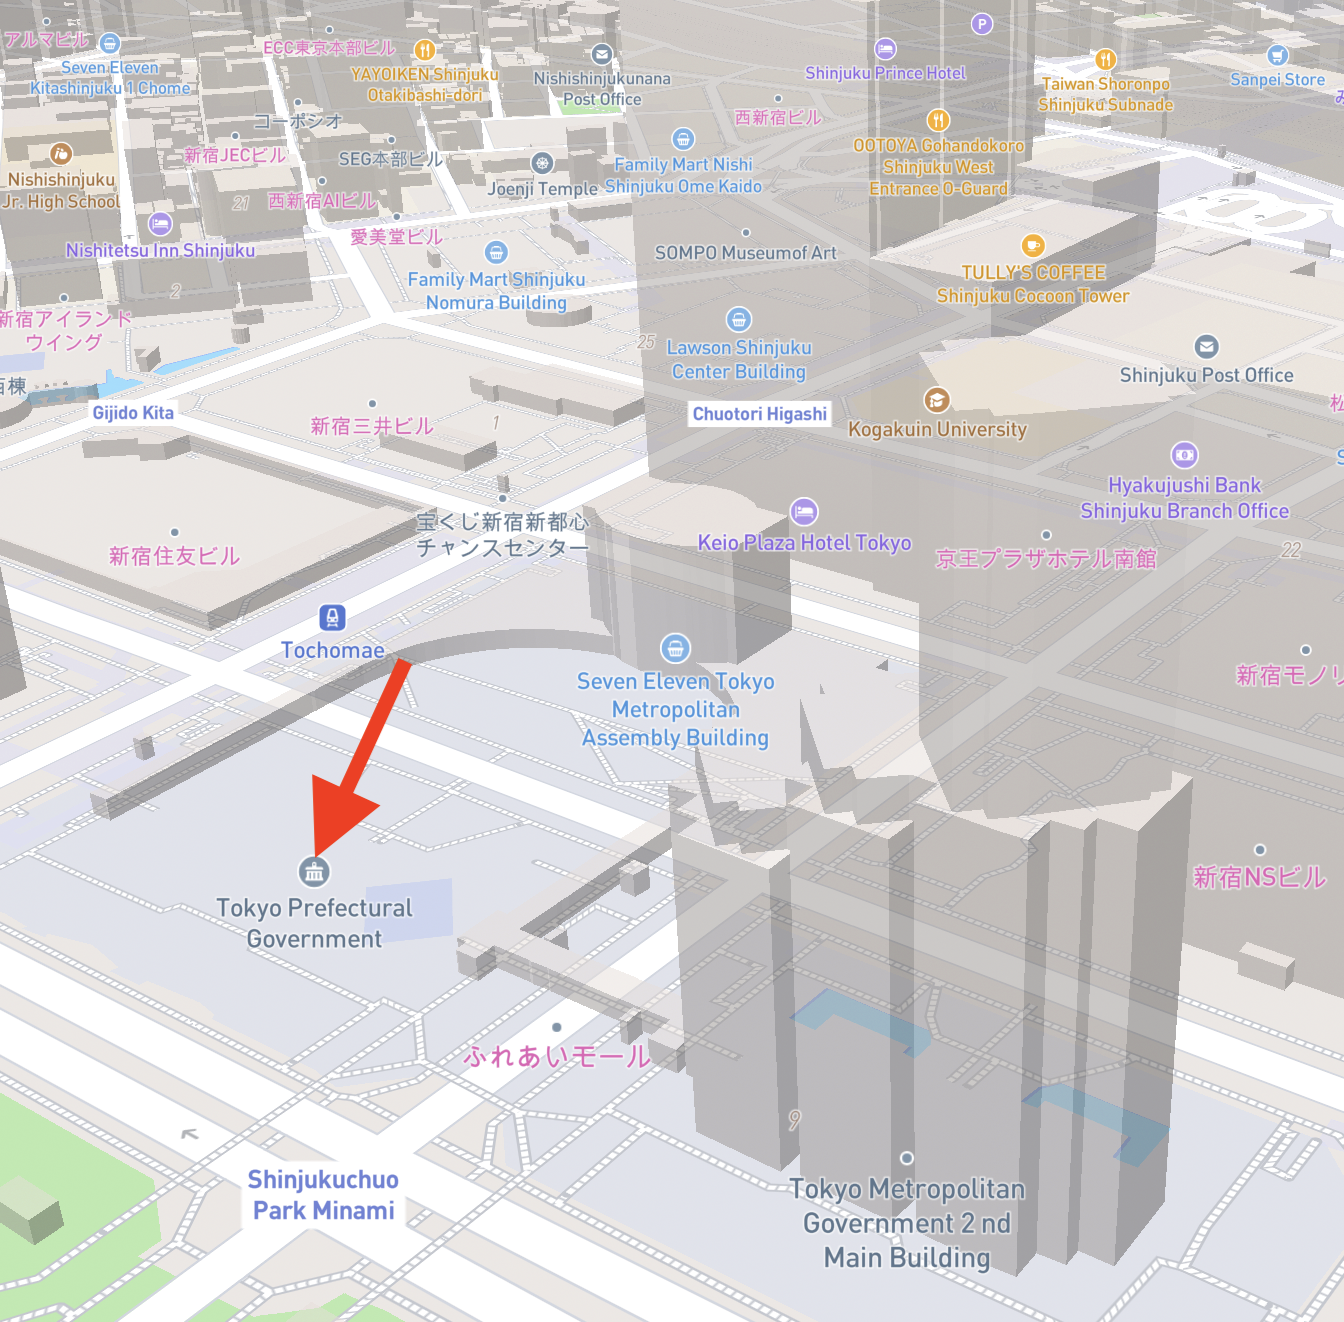 アルマビル
Seven Eleven
Kitashinjuku 1 Chome
ECC東京本部ビル
YAYOIKEN Shinjuku
Otakibashi-dori
Nishishinjukunana
Post Office
Shinjuku Prince Hotel
P
Taiwan Shoronpo
Shinjuku Subnade
Sanpei Store
西新宿ビル
コーポンオ
新宿JECビル
SEG本部ビル
Nishishinjuku
Jr. High School
21
西新宿AIビル
Joenji Temple
Family Mart Nishi
Shinjuku Ome Kaido
OOTOYA Gohandokoro
Shinjuku West
Entrance O-Guard
Nishitetsu Inn Shinjuku
愛美堂ビル
SOMPO Museumof Art
2
Family Mart Shinjuku
Nomura Building
TULLY'S COFFEE
Shinjuku Cocoon Tower
新宿アイランド
ウイング
25
Lawson Shinjuku
Center Building
Shinjuku Post Office
棟
Gijido Kita
新宿三井ビル
1
Chuotori Higashi
Kogakuin University
松
Hyakujushi Bank
Shinjuku Branch Office
宝くじ新宿新都心
チャンスセンター
新宿住友ビル
Keio Plaza Hotel Tokyo
京王プラザホテル南館
22
Tochomae
Seven Eleven Tokyo
Metropolitan
Assembly Building
新宿モノリ
新宿NSビル
Tokyo Prefectural
Government
ふれあいモール
9
Shinjukuchuo
Park Minami
Tokyo Metropolitan
Government 2 nd
Main Building